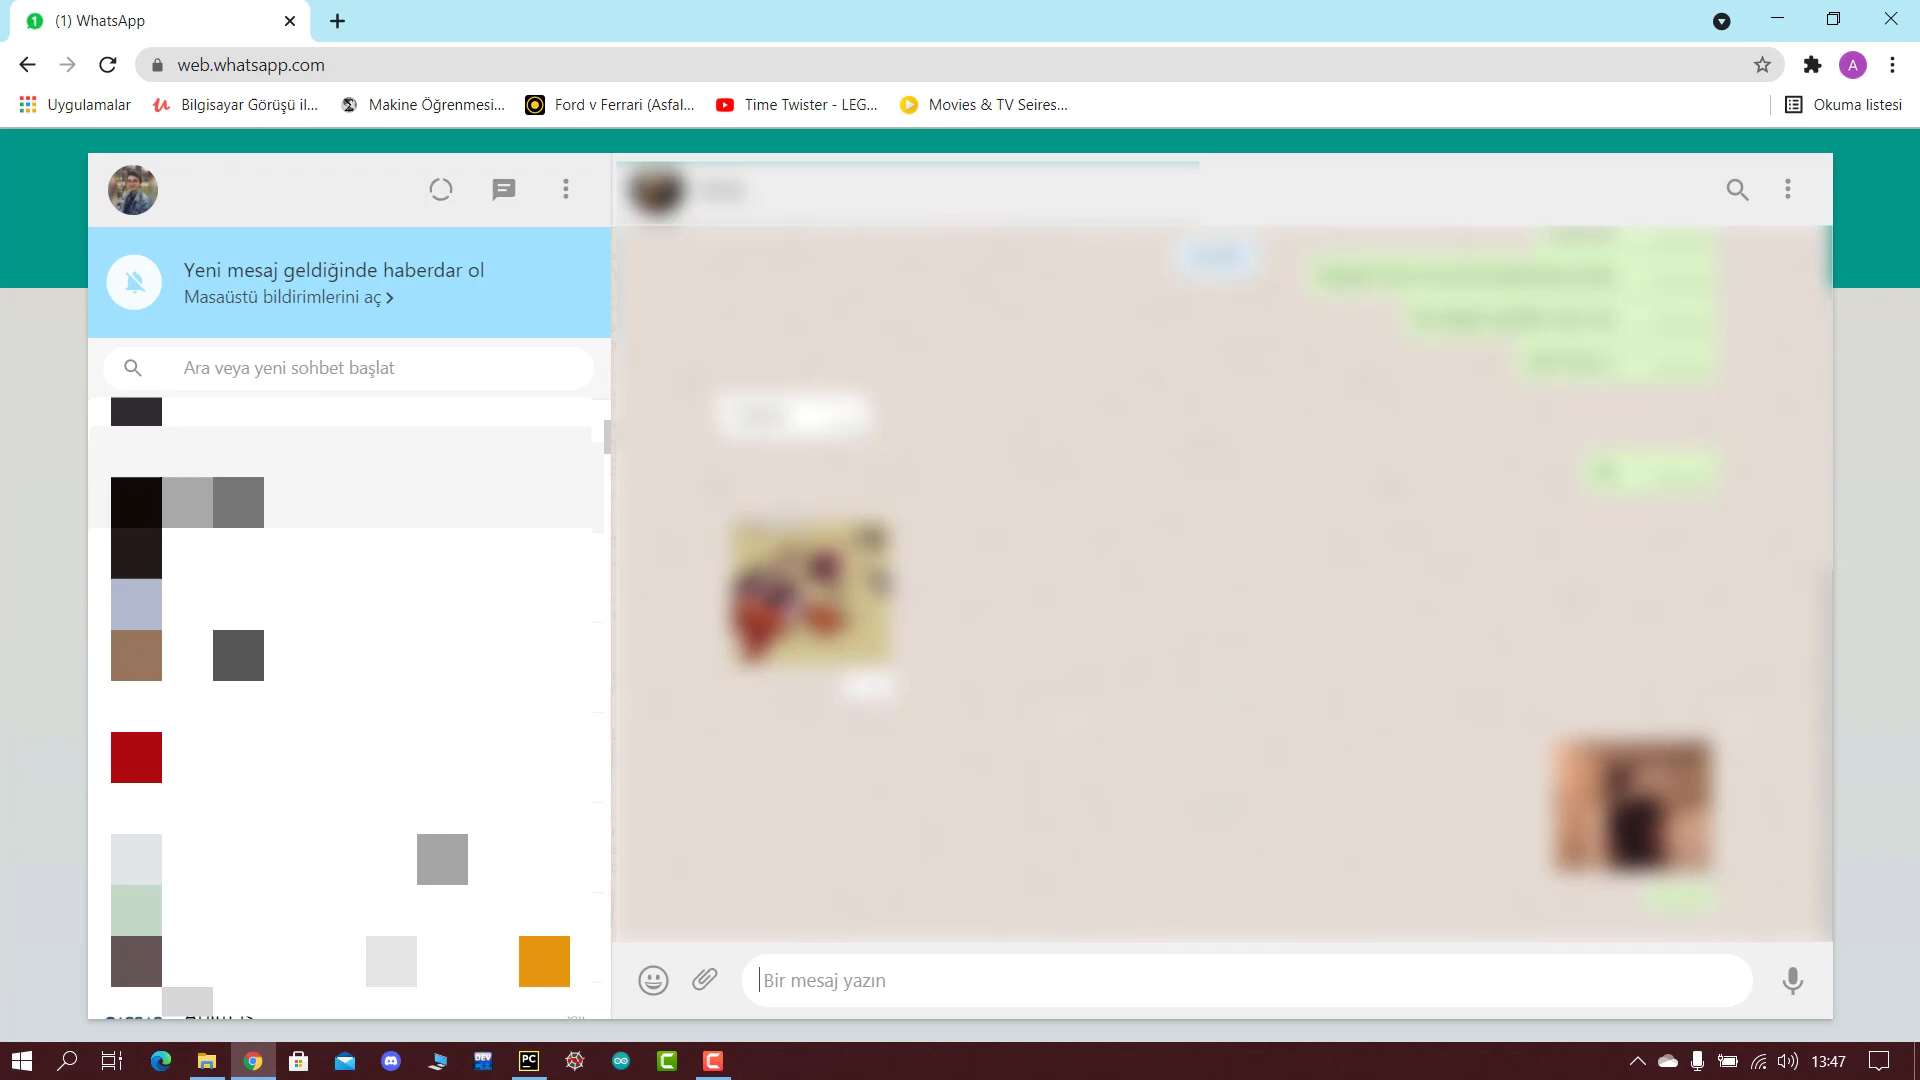 (1) WhatsApp
web.whatsapp.com
A
Uygulamalar
Bilgisayar Görüşü il...
Makine Öğrenmesi...
Ford v Ferrari (Asfal...
Time Twister - LEG...
Movies & TV Seires...
Okuma listesi
Yeni mesaj geldiğinde haberdar ol
Masaüstü bildirimlerini aç
Ara veya yeni sohbet başlat
Bir mesaj yazın
DEV
PC
13:47